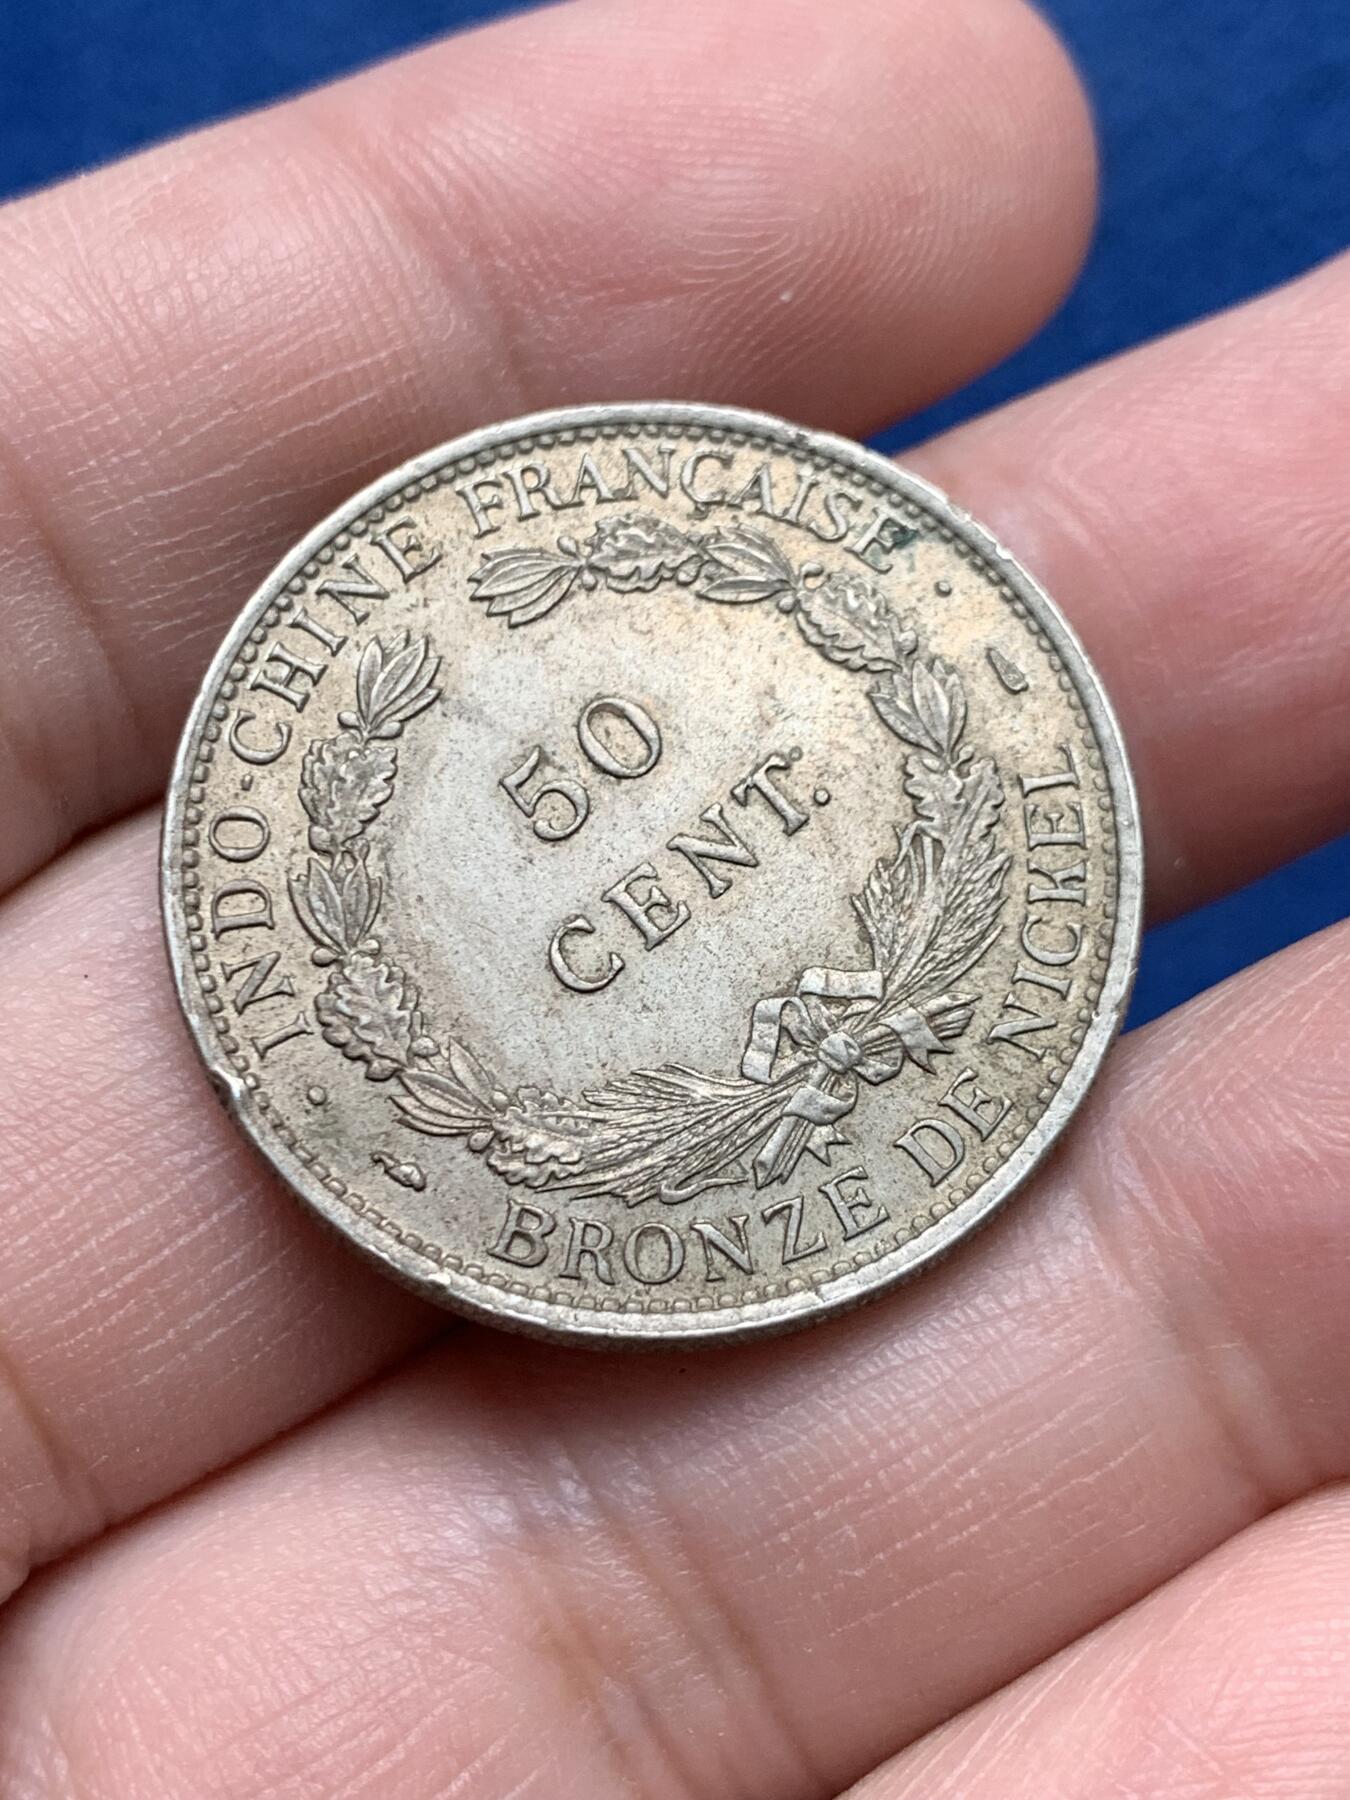 INDO-CHINE FRANÇAISE
50
CENT.
BRONZE DE NICKEL